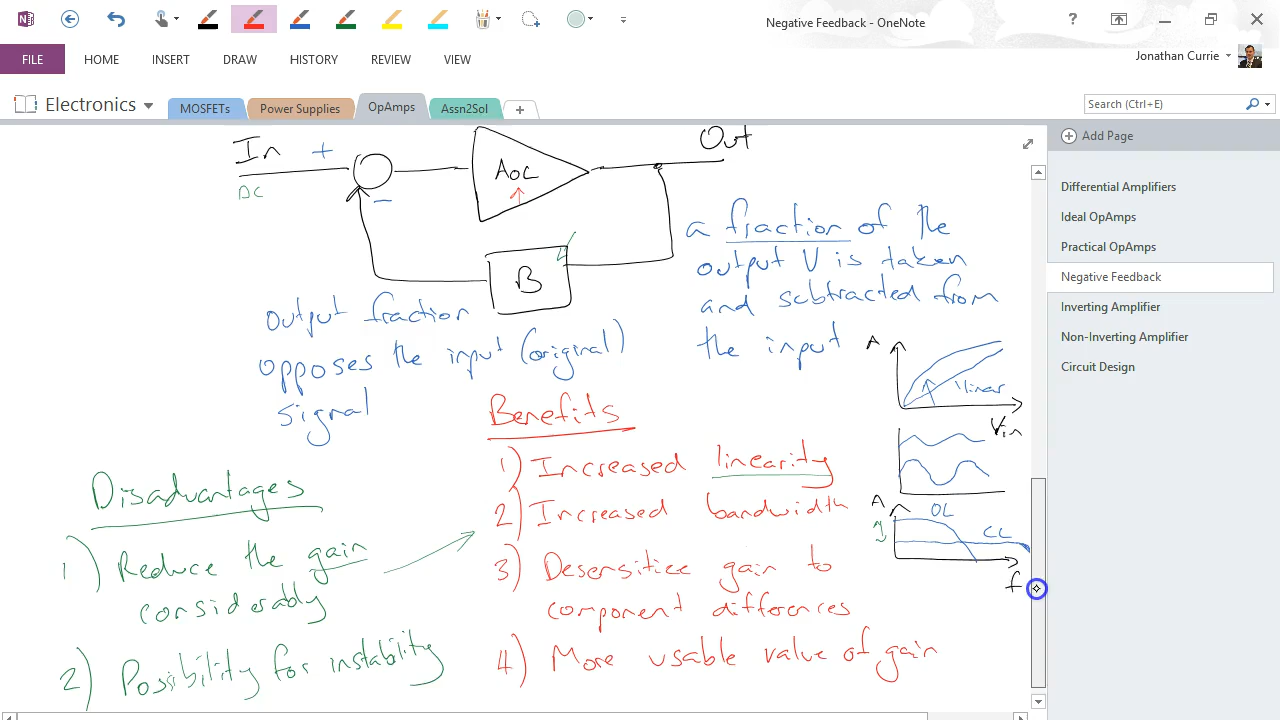 Negative Feedback - OneNote
?
FILE HOME INSERT DRAW HISTORY REVIEW VIEW
Jonathan Currie
Electronics MOSFETs Power Supplies OpAmps Assn2Sol +
Search (Ctrl+E)
Add Page
Differential Amplifiers
Ideal OpAmps
Practical OpAmps
Negative Feedback
Inverting Amplifier
Non-Inverting Amplifier
Circuit Design
In + Out
AOL
DC
-
B
a fraction of the
output V is taken
and subtracted from
the input
Output fraction
opposes the input (original)
signal
A
linear
Vin
A
OL
CL
f
Benefits
1) Increased linearity
2) Increased bandwidth
3) Desensitice gain to
component differences
4) More usable value of gain
Disadvantages
1) Reduce the gain
considerably
2) Possibility for instability